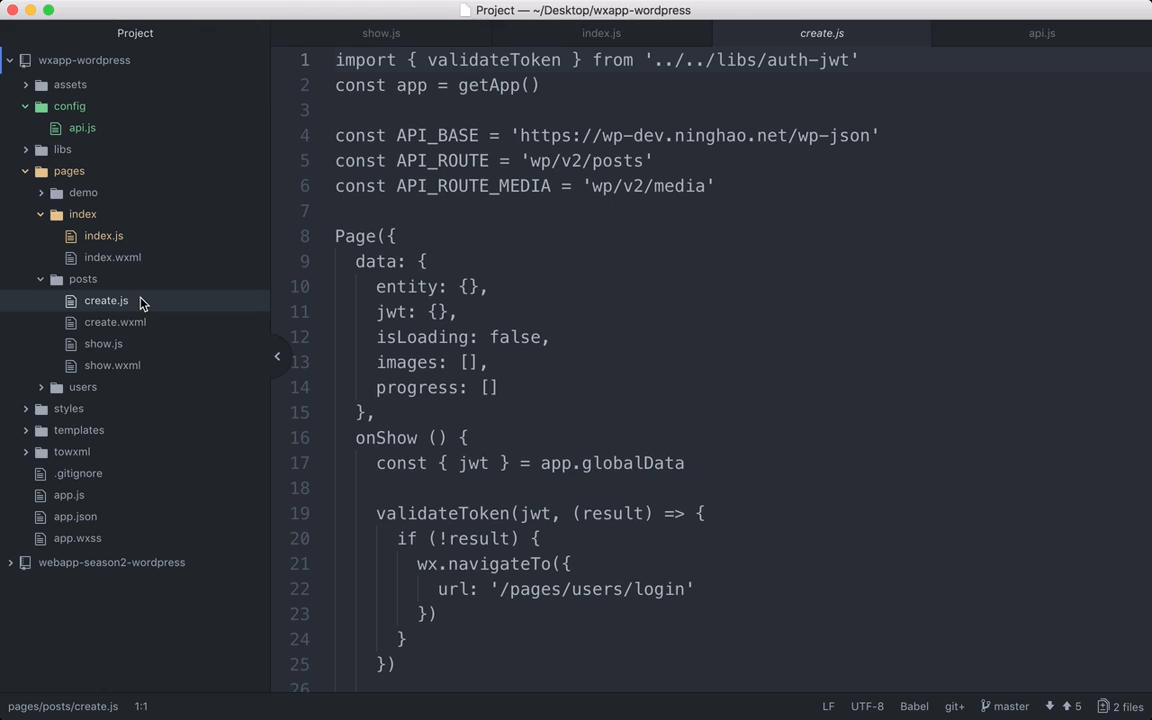 Project — ~/Desktop/wxapp-wordpress
Project
show.js
index.js
create.js
api.js
wxapp-wordpress
assets
config
api.js
libs
pages
demo
index
index.js
index.wxml
posts
create.js
create.wxml
show.js
show.wxml
users
styles
templates
towxml
.gitignore
app.js
app.json
app.wxss
webapp-season2-wordpress
1 import { validateToken } from '../../libs/auth-jwt'
2 const app = getApp()
3
4 const API_BASE = 'https://wp-dev.ninghao.net/wp-json'
5 const API_ROUTE = 'wp/v2/posts'
6 const API_ROUTE_MEDIA = 'wp/v2/media'
7
8 Page({
9 data: {
10 entity: {},
11 jwt: {},
12 isLoading: false,
13 images: [],
14 progress: []
15 },
16 onShow () {
17 const { jwt } = app.globalData
18
19 validateToken(jwt, (result) => {
20 if (!result) {
21 wx.navigateTo({
22 url: '/pages/users/login'
23 })
24 }
25 })
26
pages/posts/create.js 1:1 LF UTF-8 Babel git+ master 5 2 files